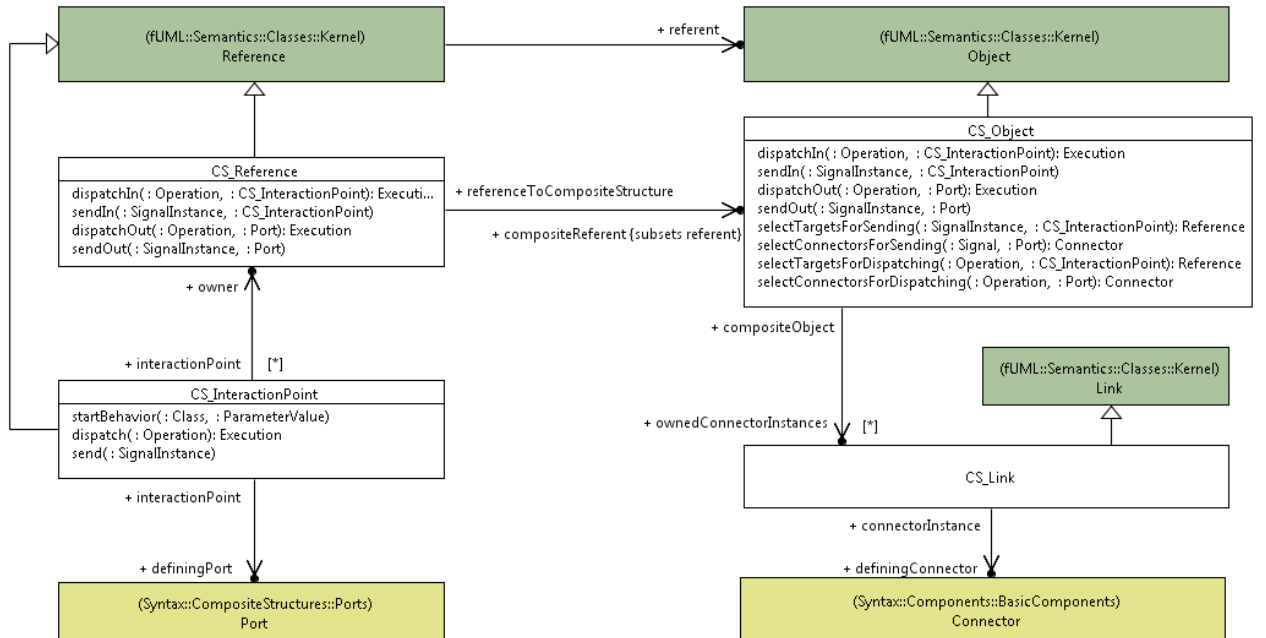 (fUML::Semantics::Classes::Kernel)
Reference
+ referent
(fUML::Semantics::Classes::Kernel)
Object
CS_Reference
dispatchIn( : Operation, : CS_InteractionPoint): Executi...
sendIn( : SignalInstance, : CS_InteractionPoint)
dispatchOut( : Operation, : Port): Execution
sendOut( : SignalInstance, : Port)
+ referenceToCompositeStructure
+ compositeReferent {subsets referent}
CS_Object
dispatchIn( : Operation, : CS_InteractionPoint): Execution
sendIn( : SignalInstance, : CS_InteractionPoint)
dispatchOut( : Operation, : Port): Execution
sendOut( : SignalInstance, : Port)
selectTargetsForSending( : SignalInstance, : CS_InteractionPoint): Reference
selectConnectorsForSending( : Signal, : Port): Connector
selectTargetsForDispatching( : Operation, : CS_InteractionPoint): Reference
selectConnectorsForDispatching( : Operation, : Port): Connector
+ owner
+ interactionPoint [*]
+ compositeObject
CS_InteractionPoint
startBehavior( : Class, : ParameterValue)
dispatch( : Operation): Execution
send( : SignalInstance)
(fUML::Semantics::Classes::Kernel)
Link
+ ownedConnectorInstances [*]
CS_Link
+ interactionPoint
+ connectorInstance
+ definingPort
+ definingConnector
(Syntax::CompositeStructures::Ports)
Port
(Syntax::Components::BasicComponents)
Connector